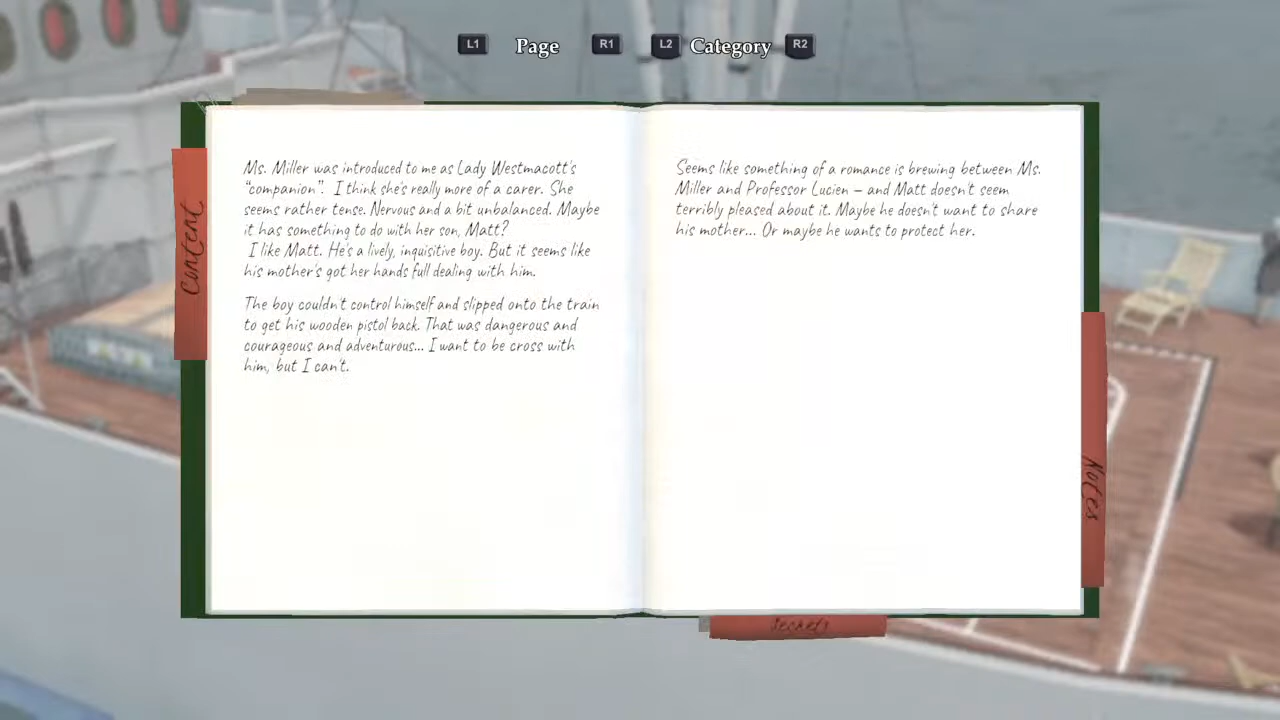 L1 Page R1 L2 Category R2
Ms. Miller was introduced to me as Lady Westmacott's
"companion". I think she's really more of a carer. She
seems rather tense. Nervous and a bit unbalanced. Maybe
it has something to do with her son, Matt?
I like Matt. He's a lively, inquisitive boy. But it seems like
his mother's got her hands full dealing with him.
The boy couldn't control himself and slipped onto the train
to get his wooden pistol back. That was dangerous and
courageous and adventurous... I want to be cross with
him, but I can't.
Seems like something of a romance is brewing between Ms.
Miller and Professor Lucien – and Matt doesn't seem
terribly pleased about it. Maybe he doesn't want to share
his mother... Or maybe he wants to protect her.
Content
Notes
Secrets